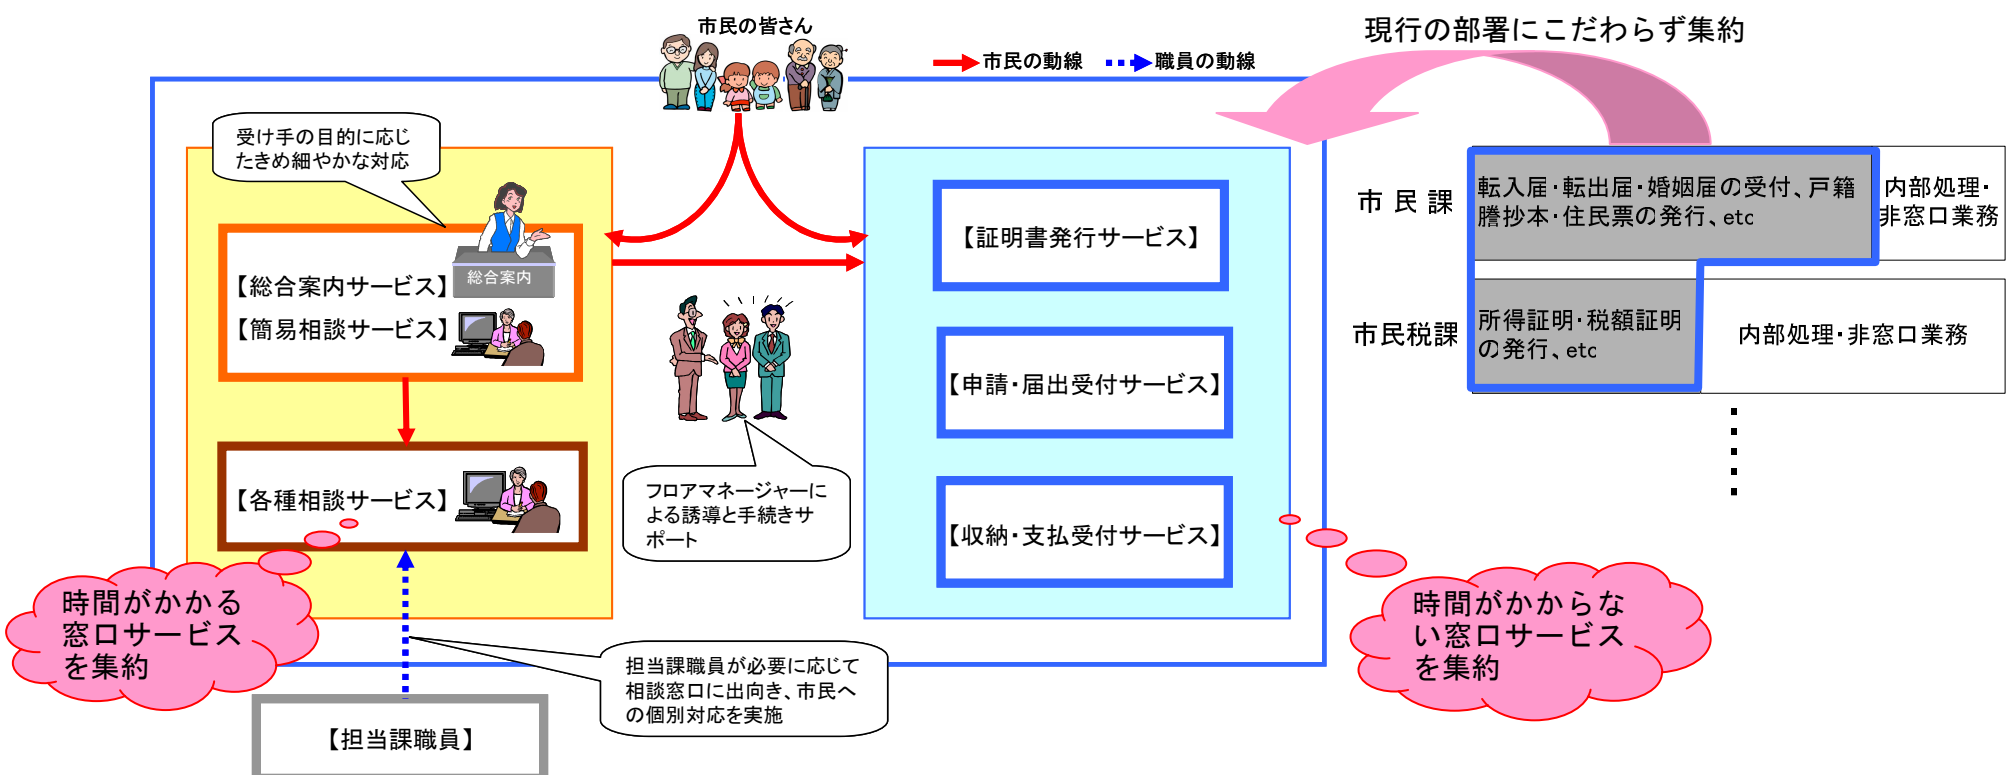 市民の皆さん
現行の部署にこだわらず集約
市民の動線
職員の動線
受け手の目的に応じ
たきめ細やかな対応
総合案内
【総合案内サービス】
【簡易相談サービス】
【各種相談サービス】
時間がかかる
窓口サービス
を集約
フロアマネージャーに
よる誘導と手続きサ
ポート
担当課職員が必要に応じて
相談窓口に出向き、市民へ
の個別対応を実施
【担当課職員】
【証明書発行サービス】
【申請・届出受付サービス】
【収納・支払受付サービス】
時間がかからな
い窓口サービス
を集約
市民課
転入届・転出届・婚姻届の受付、戸籍
謄抄本・住民票の発行、etc
内部処理・
非窓口業務
市民税課
所得証明・税額証明
の発行、etc
内部処理・非窓口業務